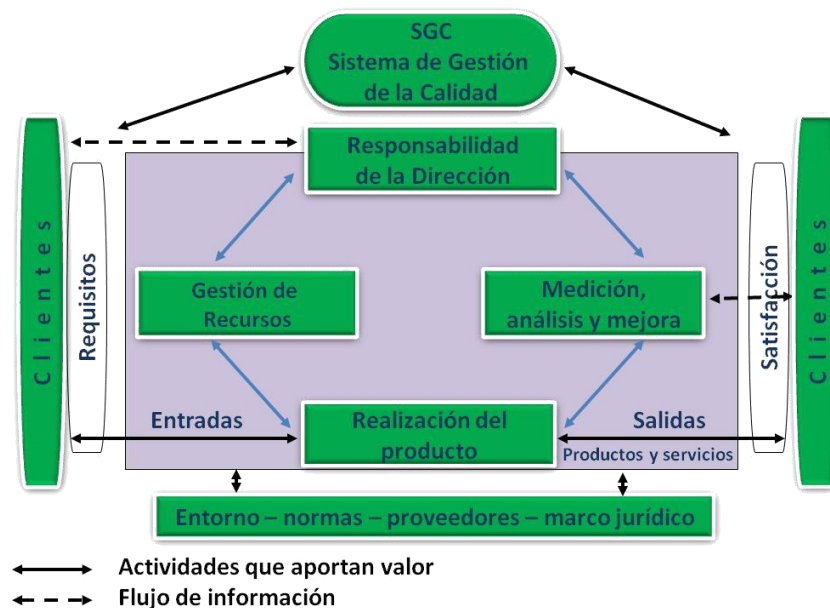 SGC
Sistema de Gestión
de la Calidad
Responsabilidad
de la Dirección
Clientes
Requisitos
Gestión de
Recursos
Medición,
análisis y mejora
Satisfacción
Clientes
Entradas
Realización del
producto
Salidas
Productos y servicios
Entorno – normas – proveedores – marco jurídico
Actividades que aportan valor
Flujo de información